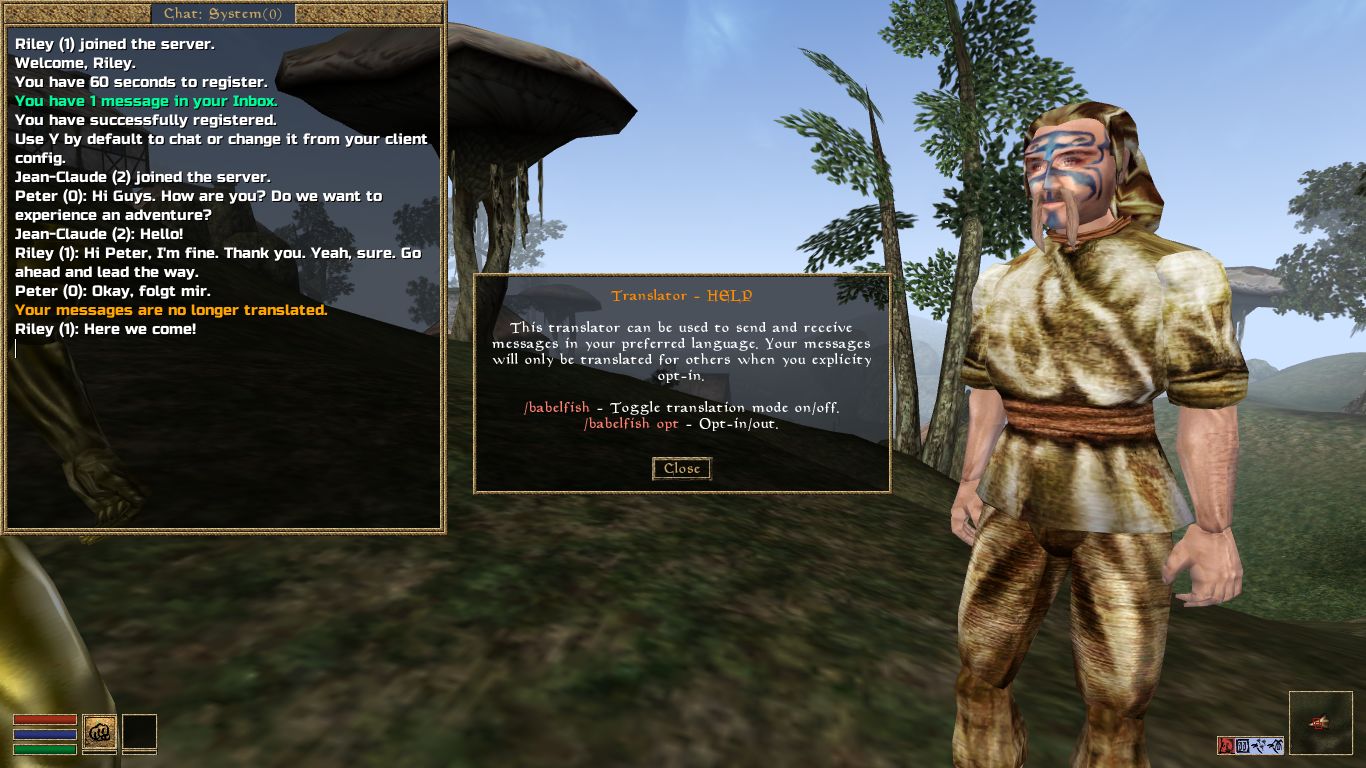 Chat: System(0)
Riley (1) joined the server.
Welcome, Riley.
You have 60 seconds to register.
You have 1 message in your Inbox.
You have successfully registered.
Use Y by default to chat or change it from your client
config.
Jean-Claude (2) joined the server.
Peter (0): Hi Guys. How are you? Do we want to
experience an adventure?
Jean-Claude (2): Hello!
Riley (1): Hi Peter, I'm fine. Thank you. Yeah, sure. Go
ahead and lead the way.
Peter (0): Okay, folgt mir.
Your messages are no longer translated.
Riley (1): Here we come!
Translator - HELP
This translator can be used to send and receive
messages in your preferred language. Your messages
will only be translated for others when you explicity
opt-in.
/babelfish - Toggle translation mode on/off.
/babelfish opt - Opt-in/out.
Close